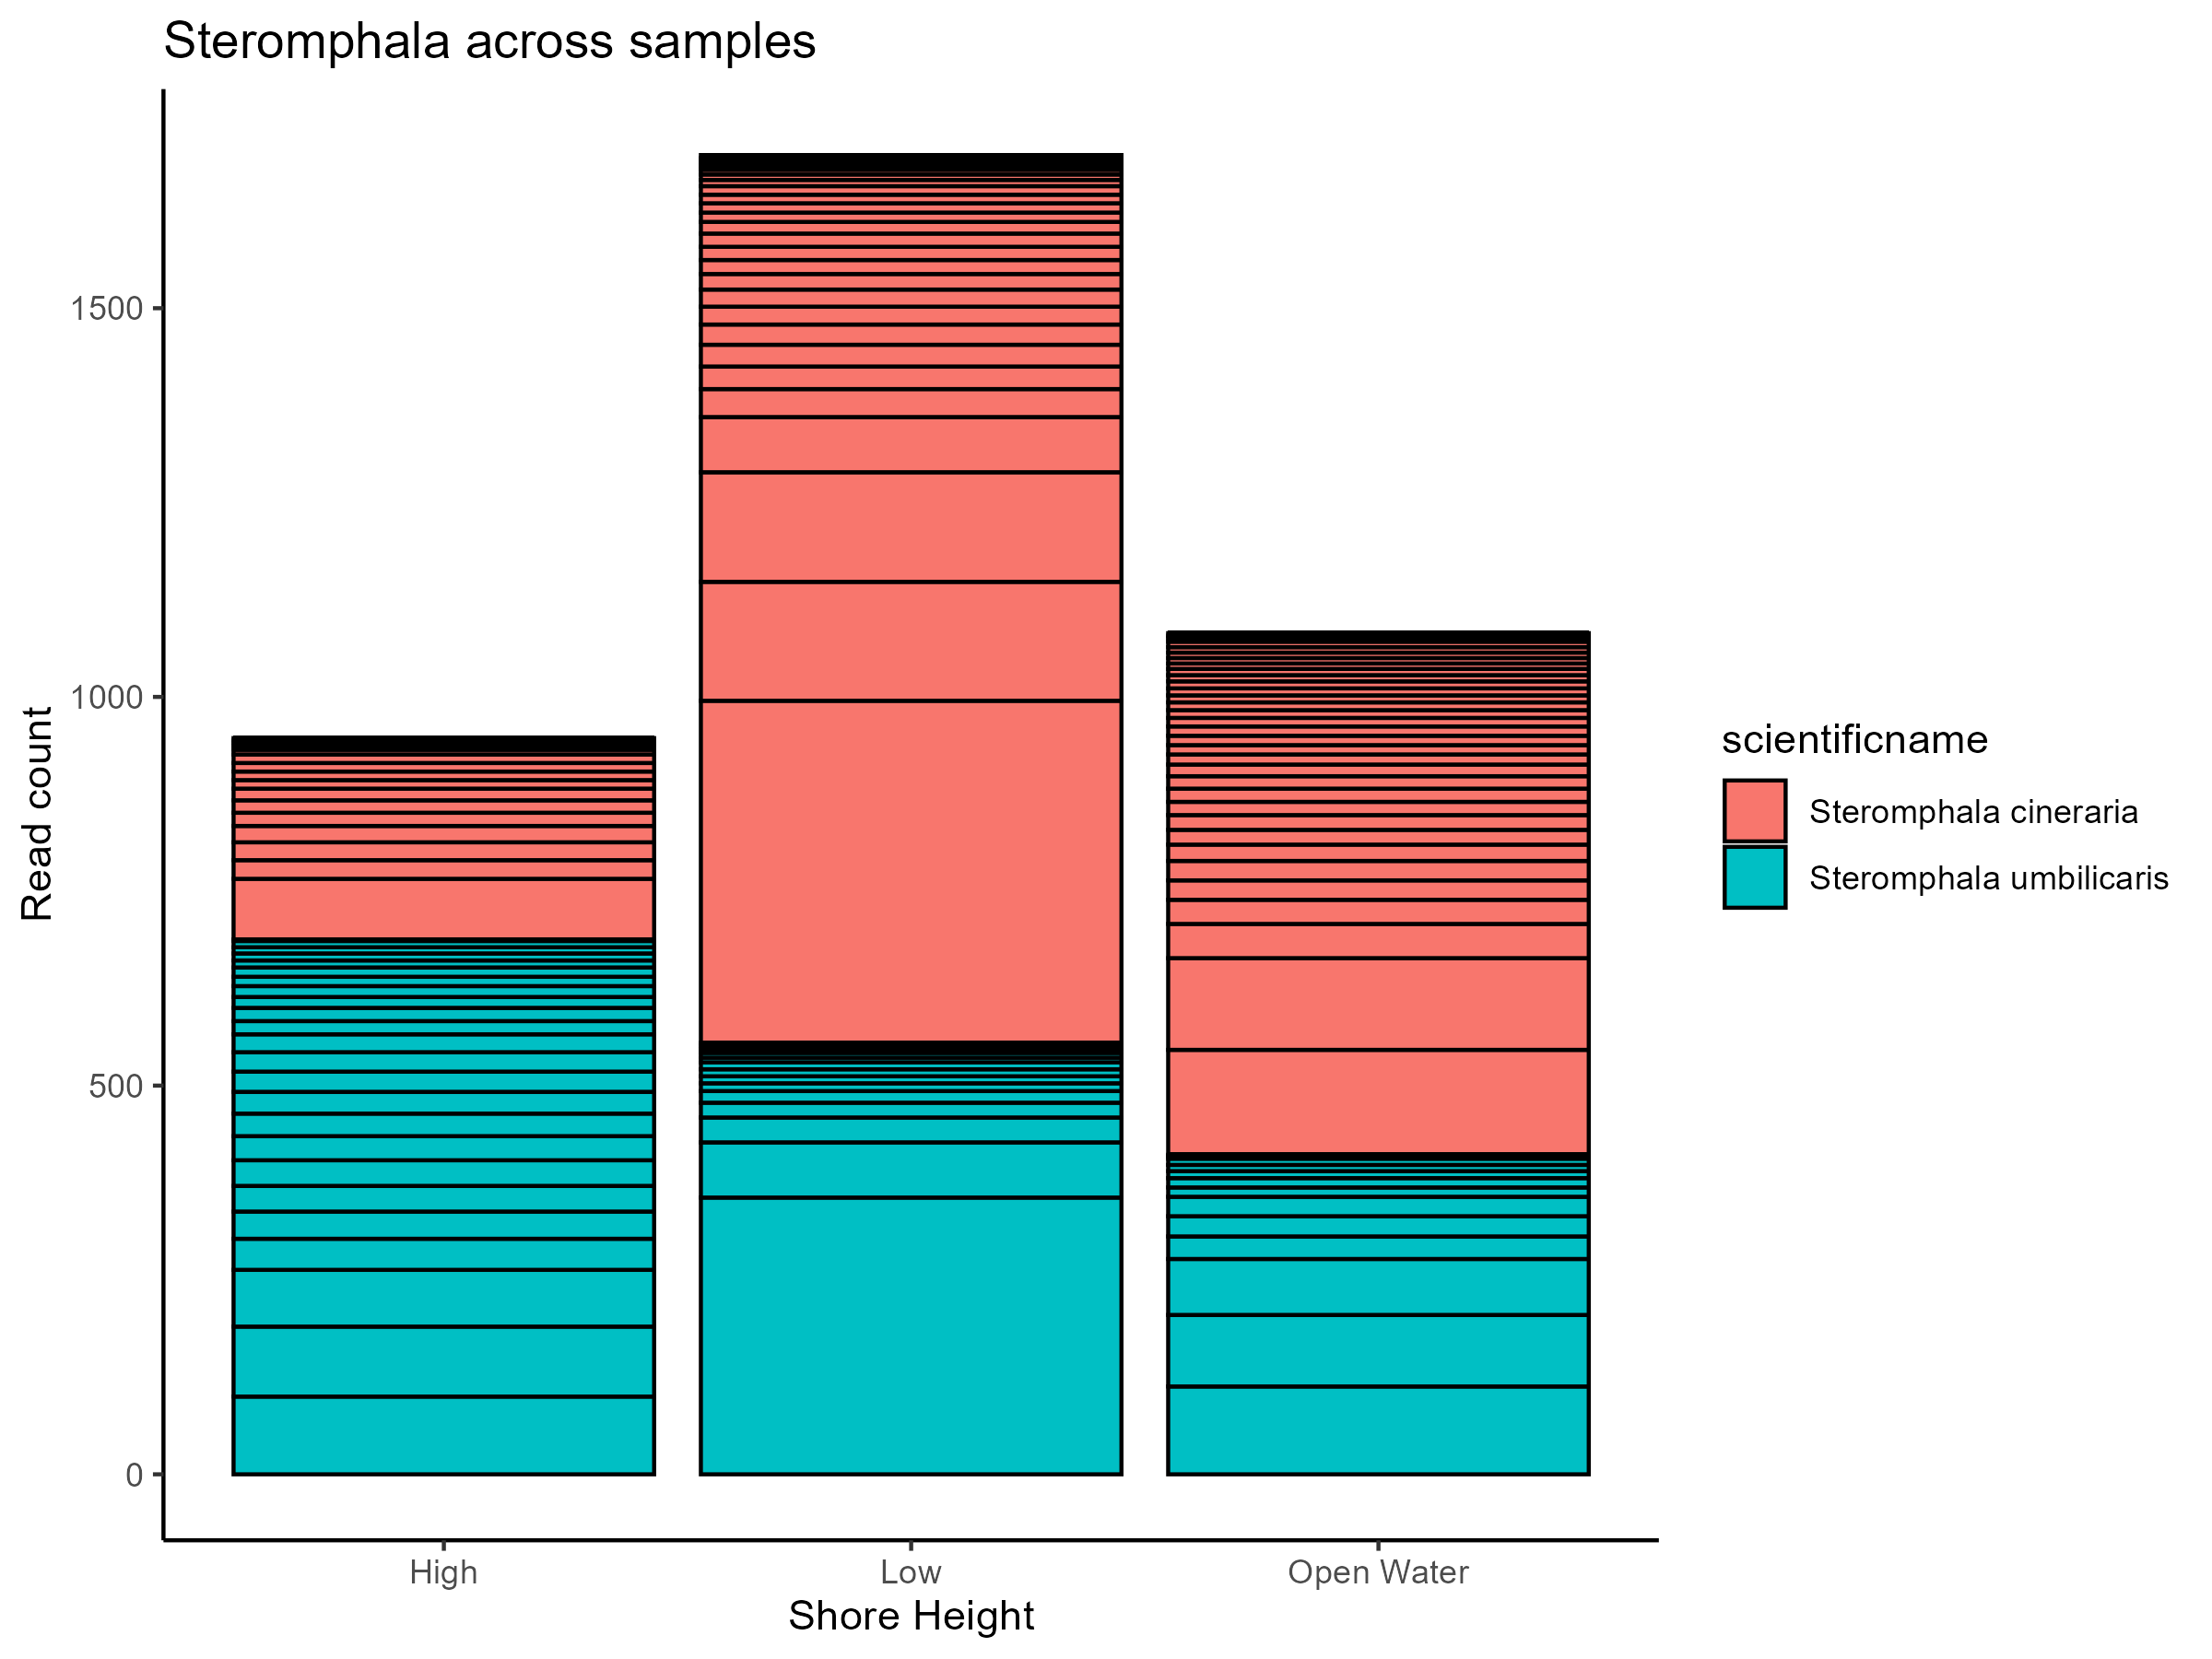 Steromphala across samples
Read count
1500
1000
500
0
High
Low
Open Water
Shore Height
scientificname
Steromphala cineraria
Steromphala umbilicaris